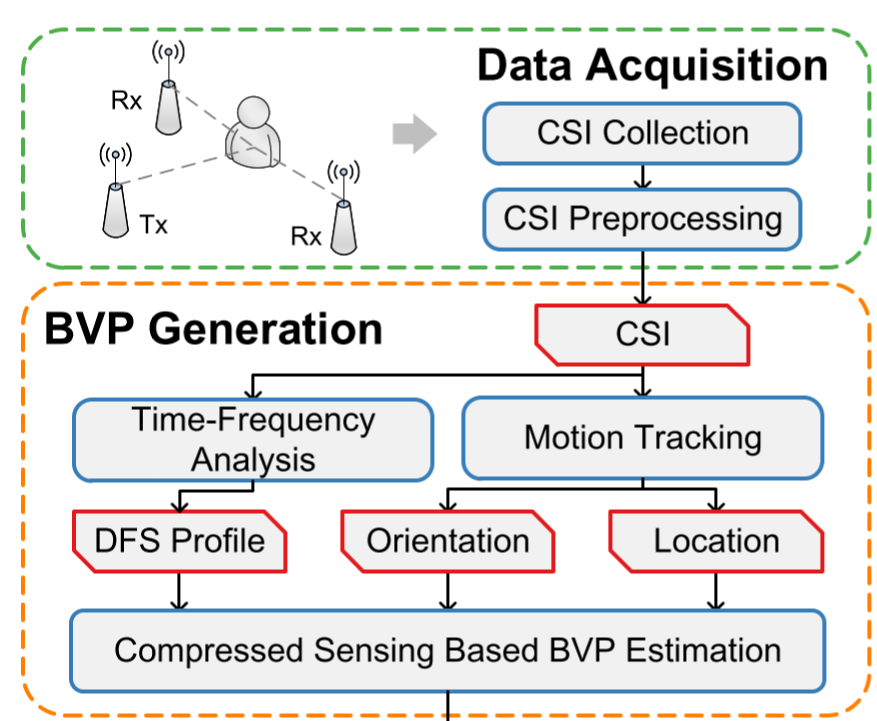 Data Acquisition
Rx
Tx
Rx
CSI Collection
CSI Preprocessing
BVP Generation
CSI
Time-Frequency
Analysis
Motion Tracking
DFS Profile
Orientation
Location
Compressed Sensing Based BVP Estimation